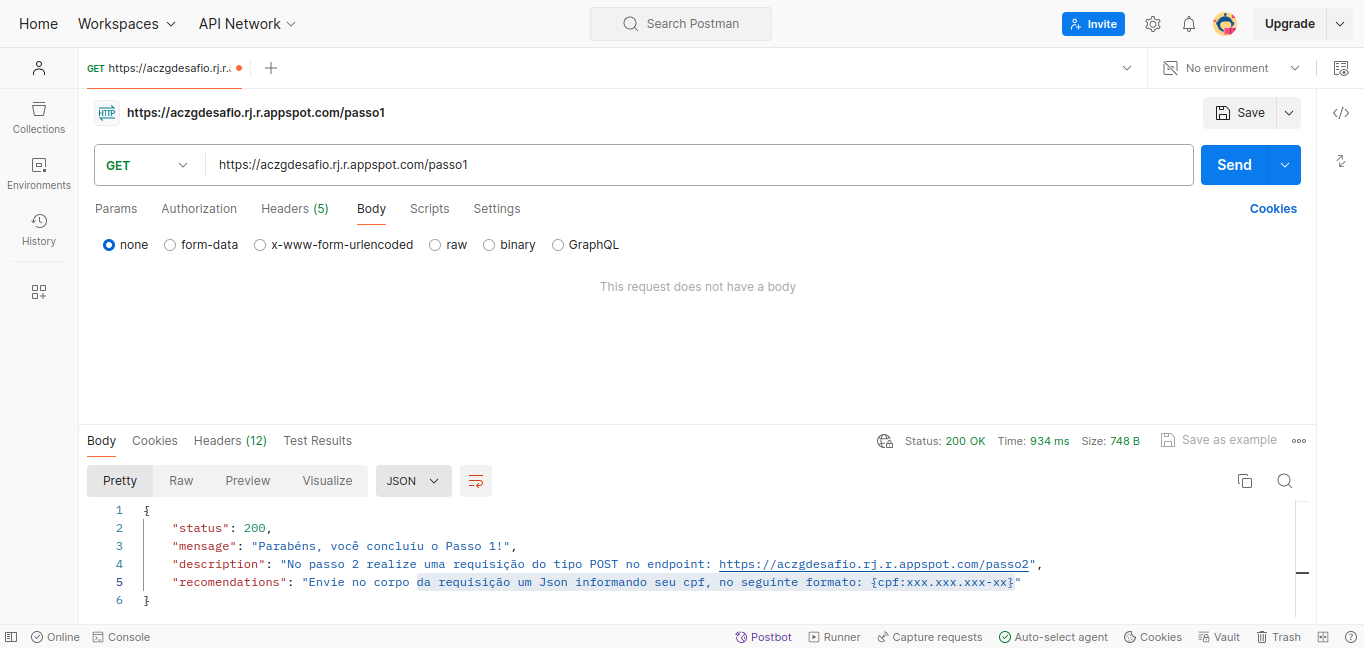 Home Workspaces API Network Search Postman Invite Upgrade
GET https://aczgdesafio.rj.r. No environment
HTTP https://aczgdesafio.rj.r.appspot.com/passo1 Save
Collections
GET https://aczgdesafio.rj.r.appspot.com/passo1 Send
Environments
Params Authorization Headers (5) Body Scripts Settings Cookies
History
none form-data x-www-form-urlencoded raw binary GraphQL
This request does not have a body
Body Cookies Headers (12) Test Results Status: 200 OK Time: 934 ms Size: 748 B Save as example
Pretty Raw Preview Visualize JSON
1 {
2 "status": 200,
3 "mensage": "Parabéns, você concluiu o Passo 1!",
4 "description": "No passo 2 realize uma requisição do tipo POST no endpoint: https://aczgdesafio.rj.r.appspot.com/passo2",
5 "recomendations": "Envie no corpo da requisição um Json informando seu cpf, no seguinte formato: {cpf:xxx.xxx.xxx-xx}"
6 }
Online Console Postbot Runner Capture requests Auto-select agent Cookies Vault Trash